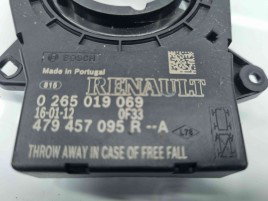 BOSCH
Made in Portugal
816
RENAULT
0 265 019 069
16-01-12 0F33
479 457 095 R --A
L78
THROW AWAY IN CASE OF FREE FALL